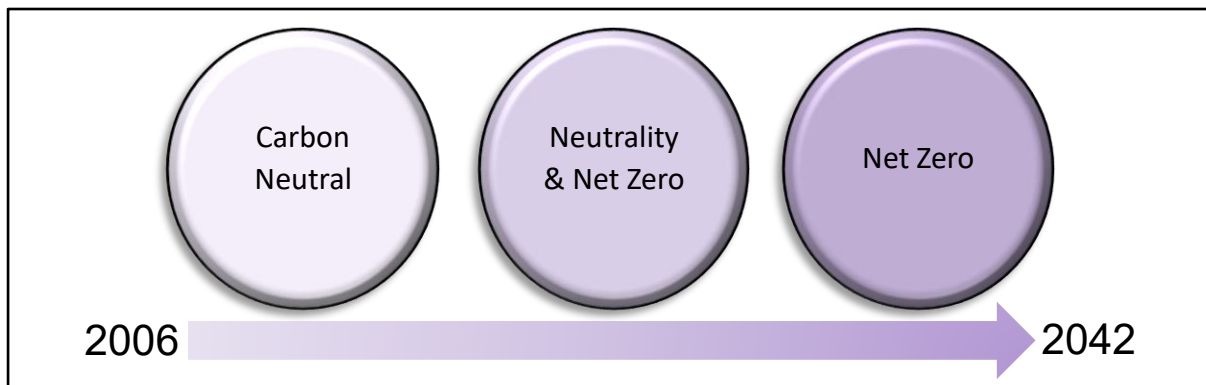 Carbon
Neutral
Neutrality
& Net Zero
Net Zero
2006
2042